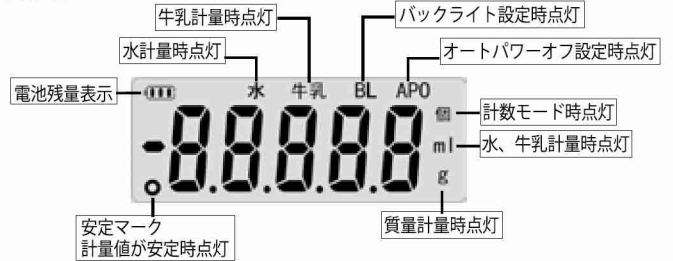 牛乳計量時点灯
バックライト設定時点灯
水計量時点灯
オートパワーオフ設定時点灯
電池残量表示
水 牛乳 BL APO
個
計数モード時点灯
8.8.8.8.8
ml
水、牛乳計量時点灯
g
安定マーク
計量値が安定時点灯
質量計量時点灯